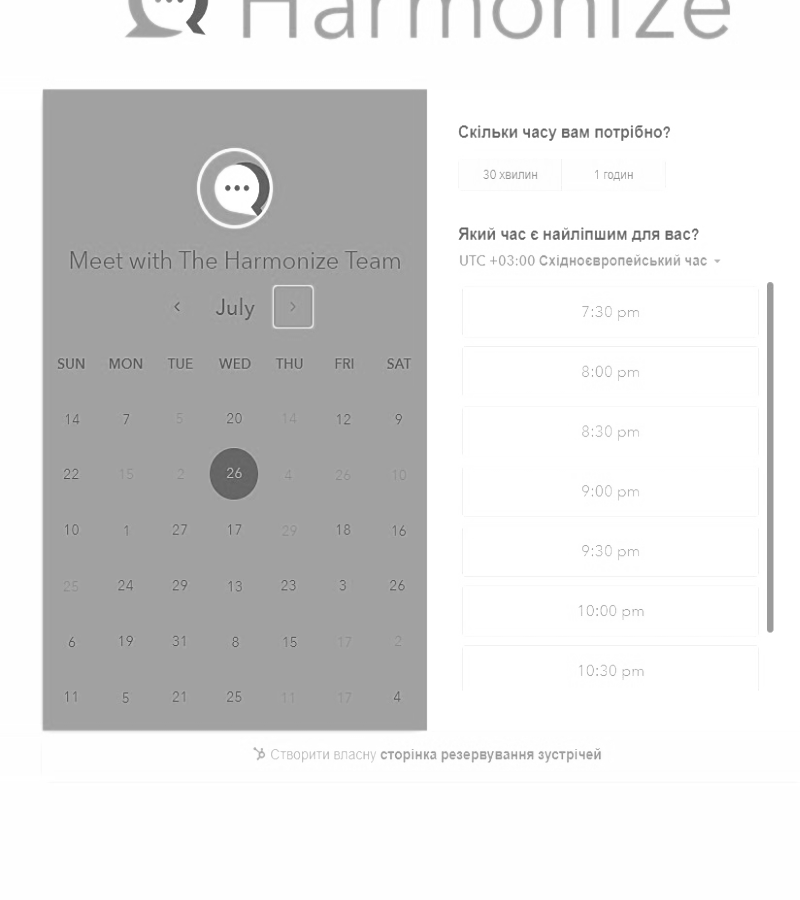 Harmonize
Meet with The Harmonize Team
July
SUN MON TUE WED THU FRI SAT
14 7 5 20 14 12 9
22 15 2 26 4 26 10
10 1 27 17 29 18 16
25 24 29 13 23 3 26
6 19 31 8 15 17 2
11 5 21 25 11 17 4
Скільки часу вам потрібно?
30 хвилин 1 годин
Який час є найліпшим для вас?
UTC +03:00 Східноєвропейський час
7:30 pm
8:00 pm
8:30 pm
9:00 pm
9:30 pm
10:00 pm
10:30 pm
Створити власну сторінка резервування зустрічей